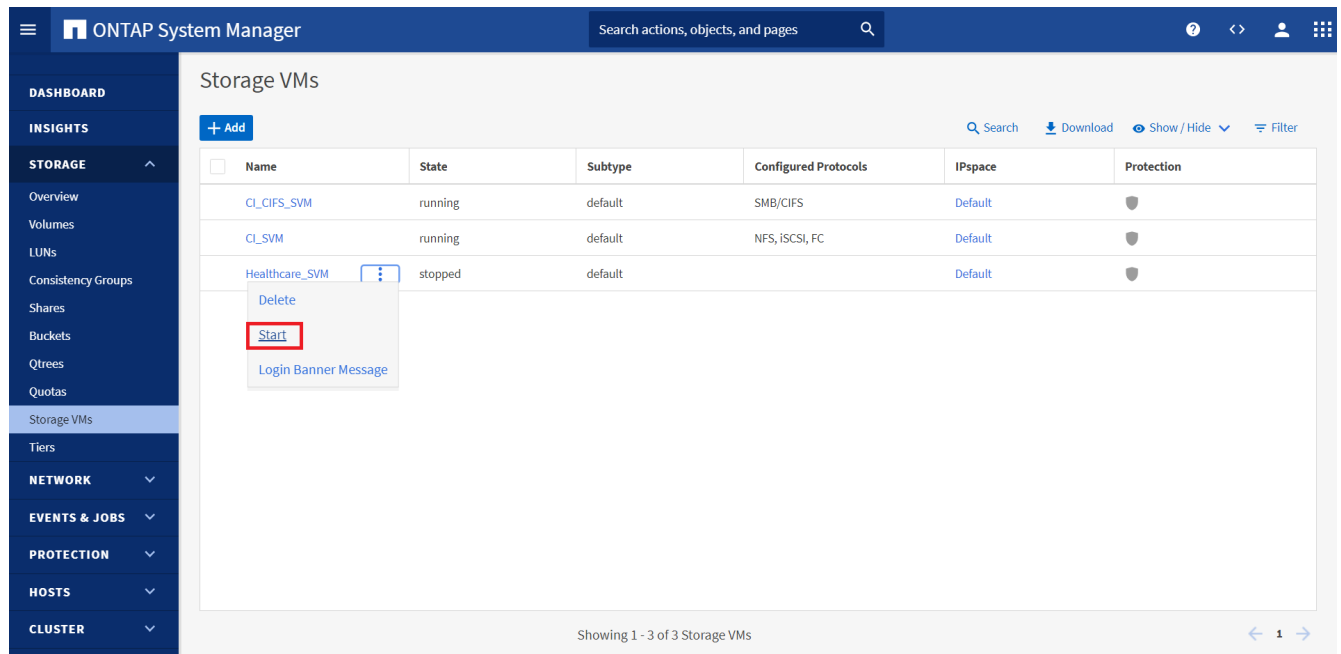 ONTAP System Manager
Search actions, objects, and pages
DASHBOARD
INSIGHTS
STORAGE
Overview
Volumes
LUNs
Consistency Groups
Shares
Buckets
Qtrees
Quotas
Storage VMs
Tiers
NETWORK
EVENTS & JOBS
PROTECTION
HOSTS
CLUSTER
Storage VMs
+ Add
Search Download Show / Hide Filter
Name State Subtype Configured Protocols IPspace Protection
CI_CIFS_SVM running default SMB/CIFS Default
CI_SVM running default NFS, iSCSI, FC Default
Healthcare_SVM stopped default Default
Delete
Start
Login Banner Message
Showing 1 - 3 of 3 Storage VMs
1